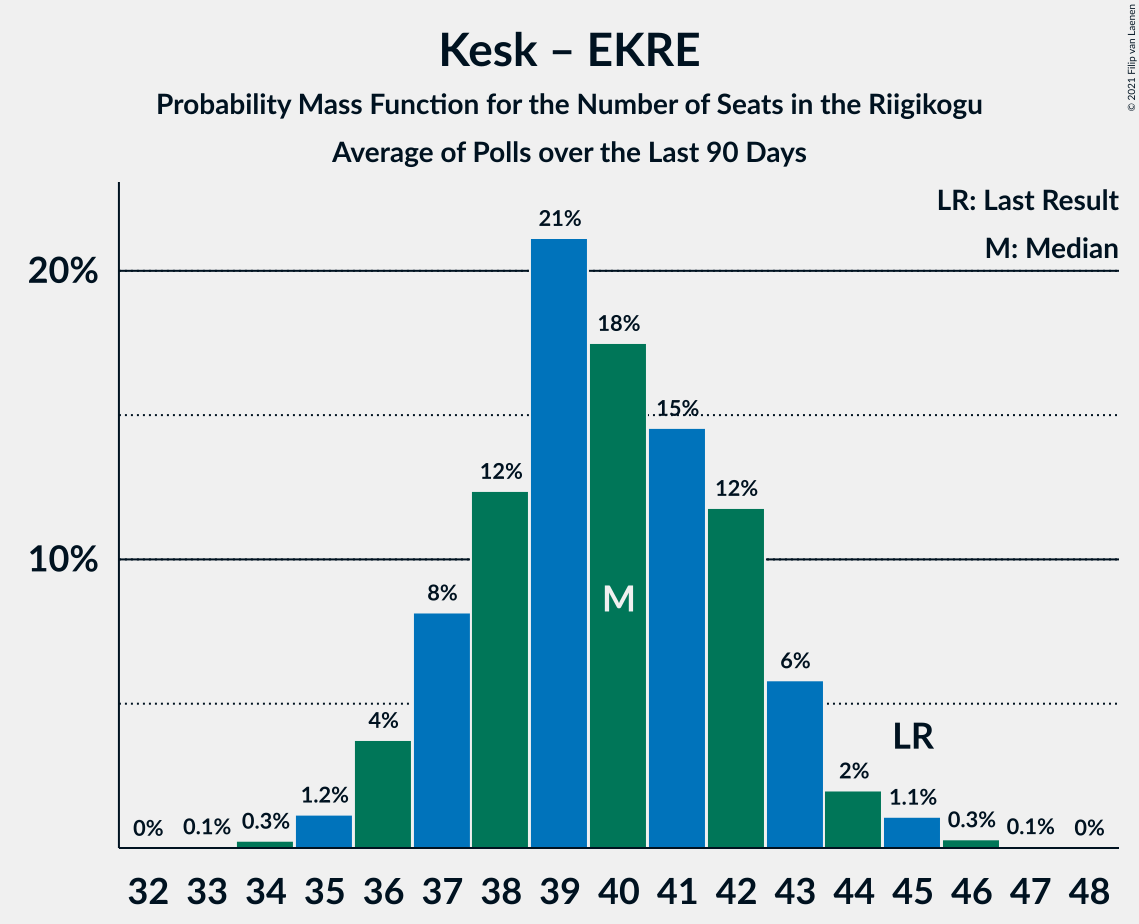 © 2021 Filip van Laenen
Kesk – EKRE
Probability Mass Function for the Number of Seats in the Riigikogu
Average of Polls over the Last 90 Days
LR: Last Result
M: Median
20%
10%
0% 0.1% 0.3% 1.2% 4% 8% 12% 21% 18% 15% 12% 6% 2% 1.1% 0.3% 0.1% 0%
M
LR
32 33 34 35 36 37 38 39 40 41 42 43 44 45 46 47 48